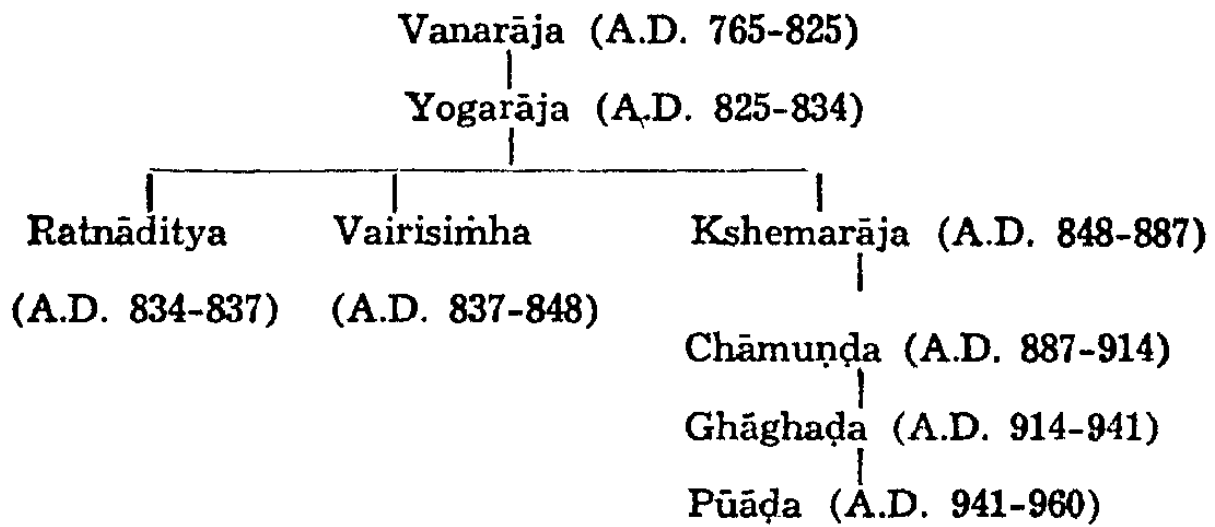 Vanarāja (A.D. 765-825)
Yogarāja (A.D. 825-834)
Ratnāditya Vairisiṁha Kshemarāja (A.D. 848-887)
(A.D. 834-837) (A.D. 837-848)
Chāmuṇḍa (A.D. 887-914)
Ghāghaḍa (A.D. 914-941)
Pūāḍa (A.D. 941-960)